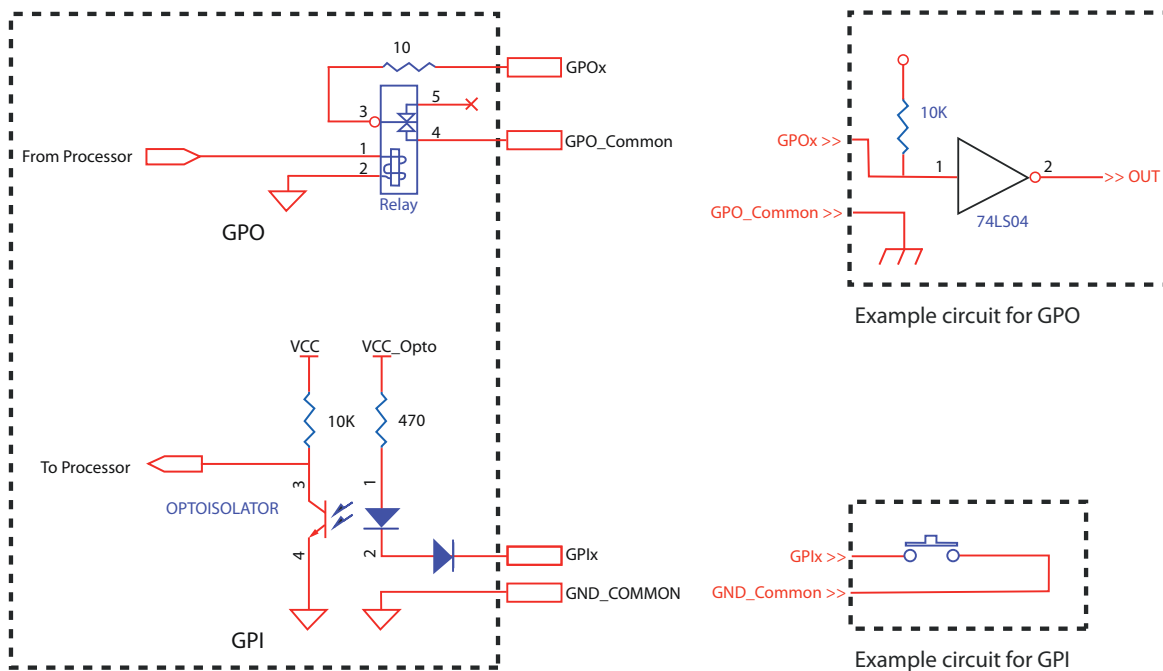 10
GPOx
3
5
4
GPO_Common
From Processor
1
2
Relay
GPO
10K
GPOx >>
1
2
>> OUT
GPO_Common >>
74LS04
Example circuit for GPO
VCC
VCC_Opto
10K
470
To Processor
3
1
OPTOISOLATOR
4
2
GPIx
GND_COMMON
GPI
GPIx >>
GND_Common >>
Example circuit for GPI